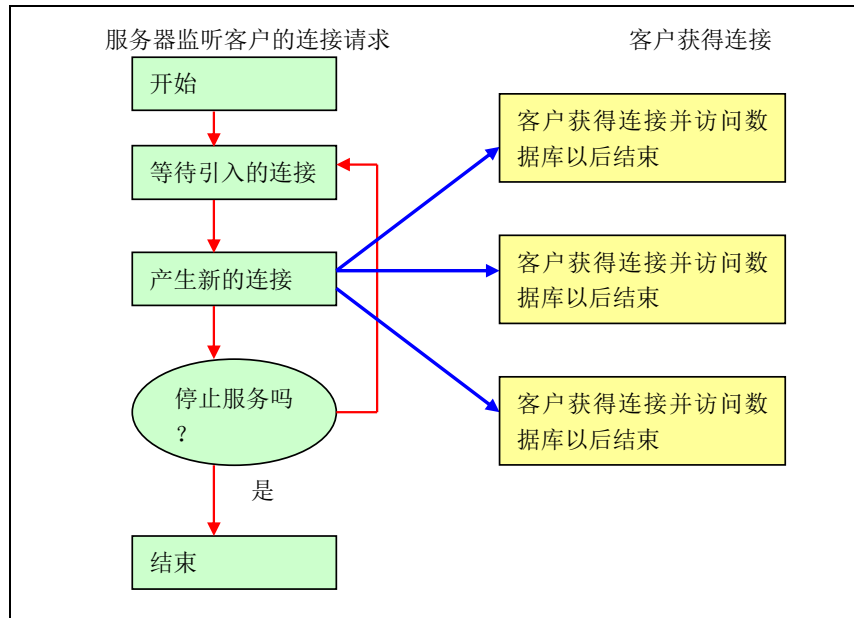 服务器监听客户的连接请求
客户获得连接
开始
等待引入的连接
产生新的连接
停止服务吗
？
是
结束
客户获得连接并访问数
据库以后结束
客户获得连接并访问数
据库以后结束
客户获得连接并访问数
据库以后结束